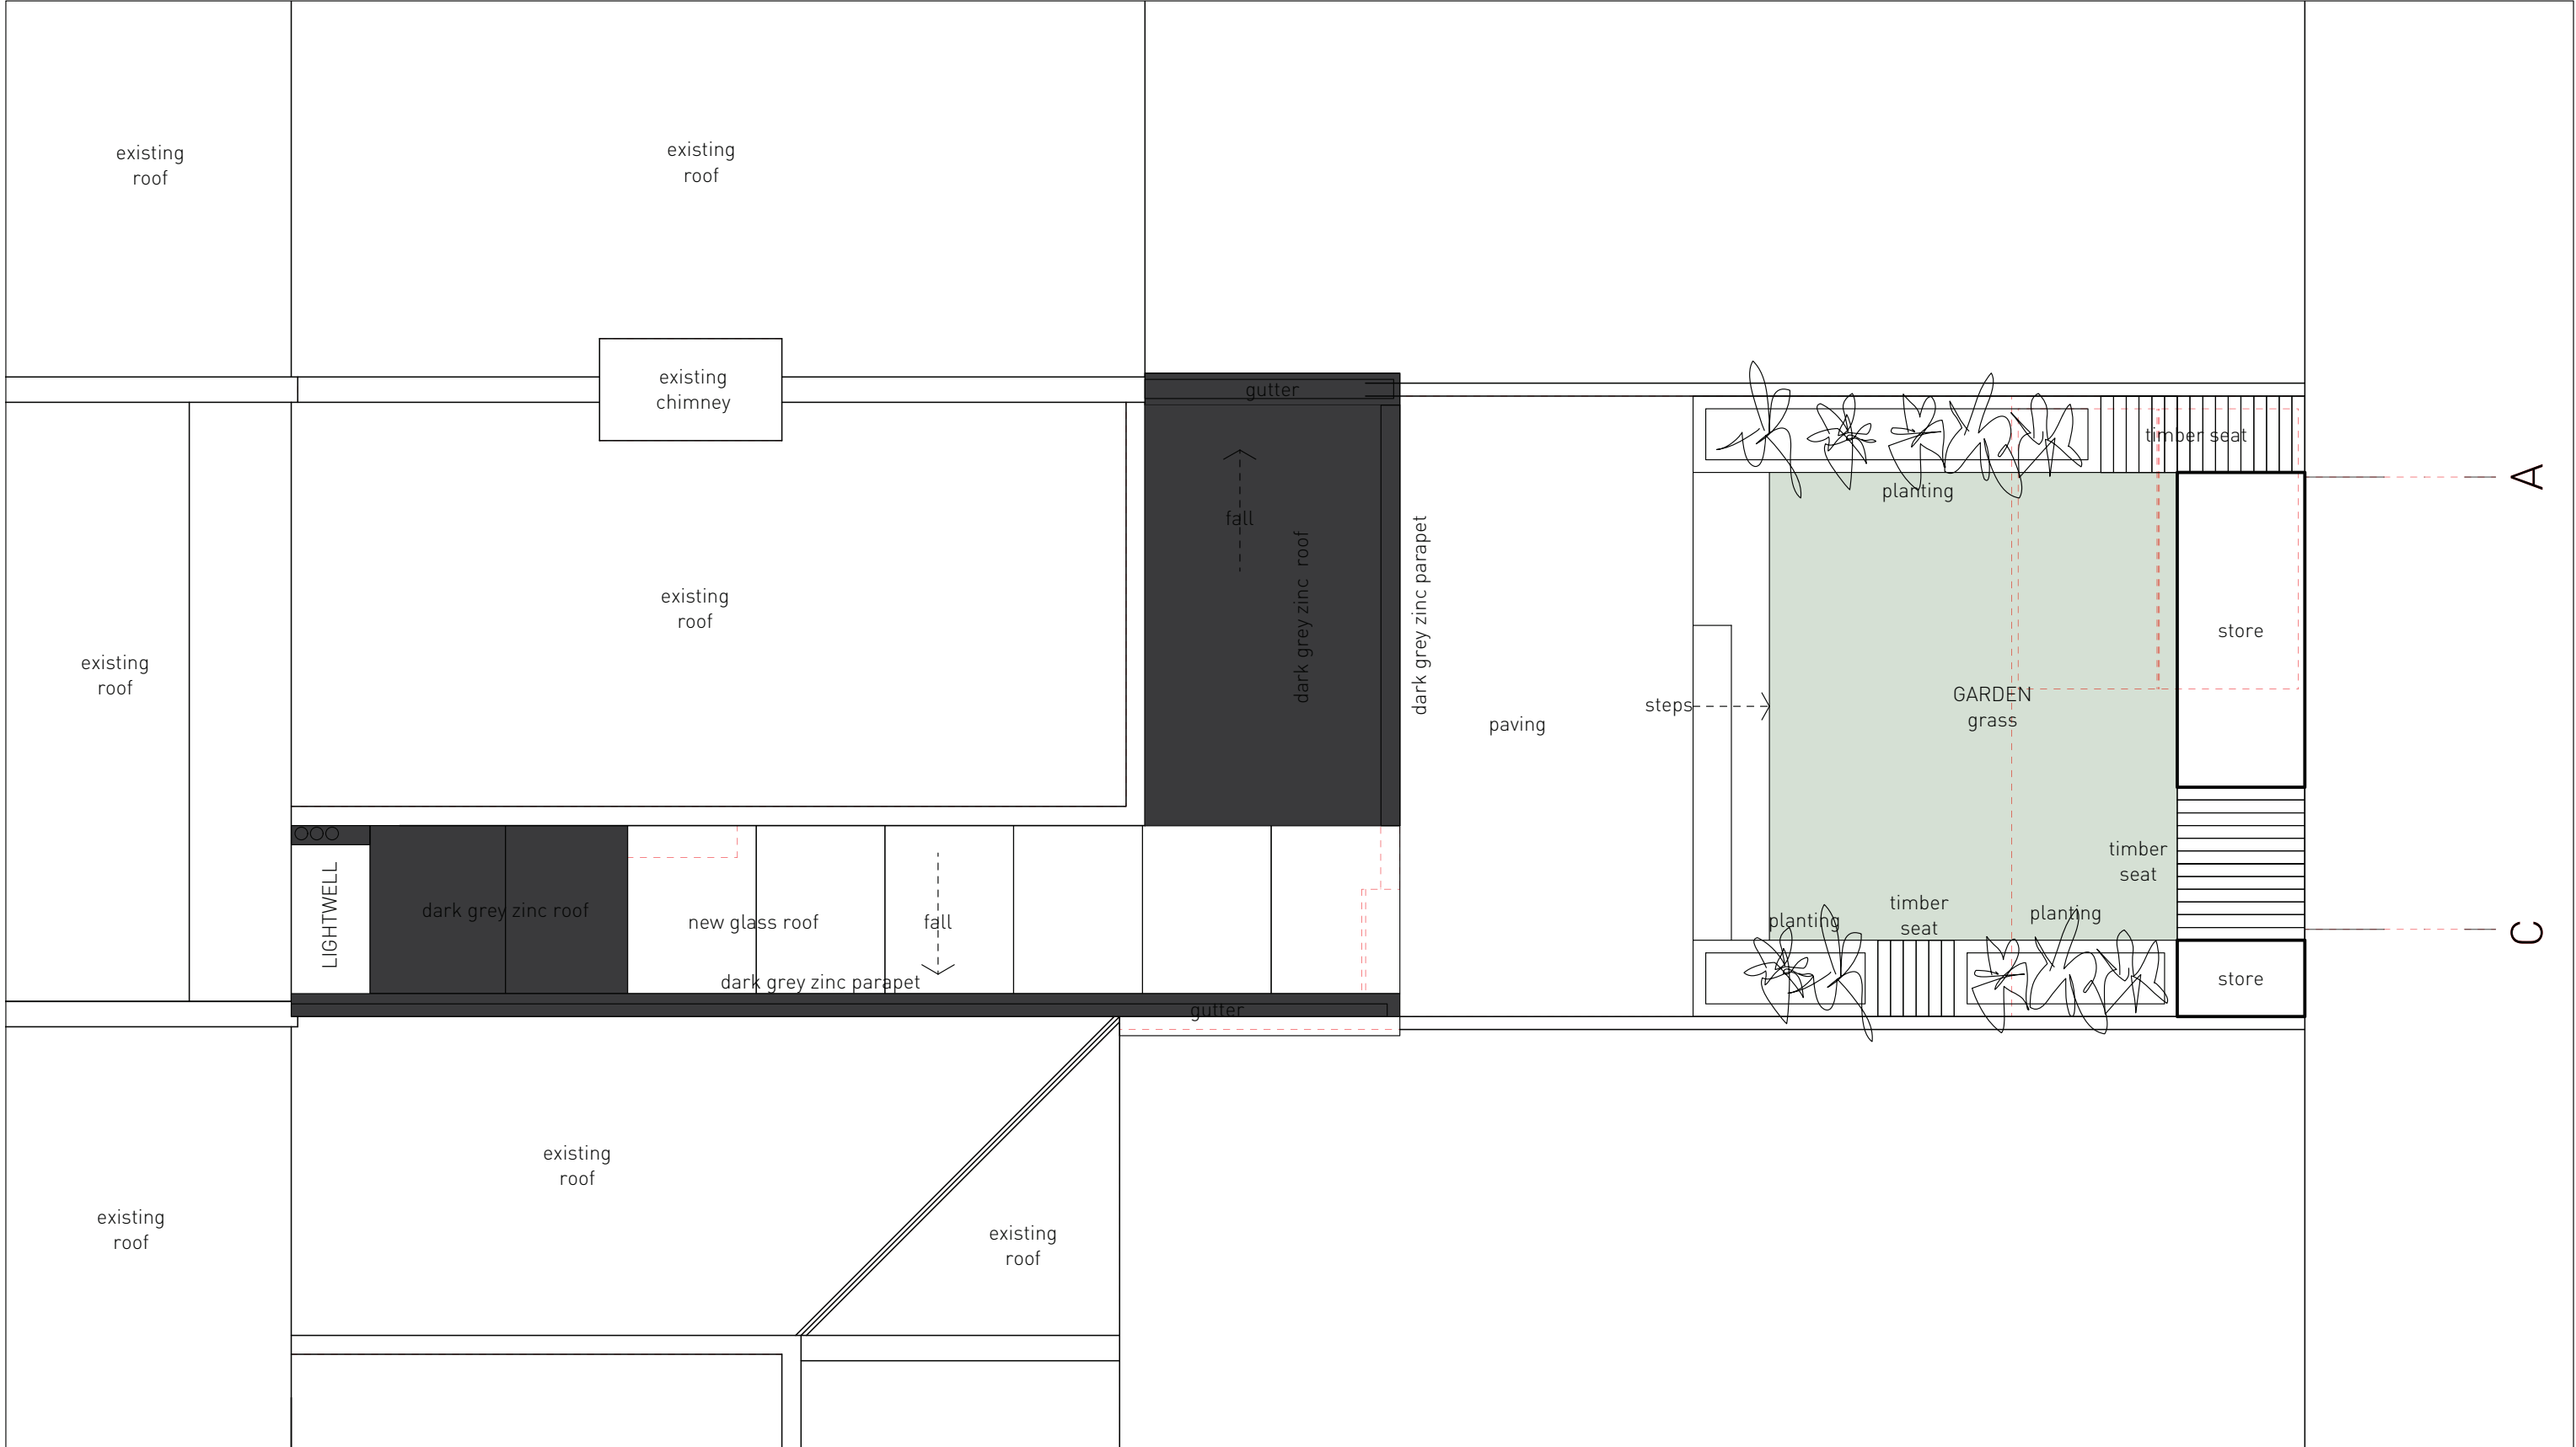 existing
roof
existing
roof
existing
chimney
gutter
fall
dark grey zinc roof
dark grey zinc parapet
timber seat
planting
A
existing
roof
existing
roof
store
steps
GARDEN
grass
paving
timber
seat
LIGHTWELL
dark grey zinc roof
new glass roof
fall
dark grey zinc parapet
gutter
planting
timber
seat
planting
C
store
existing
roof
existing
roof
existing
roof